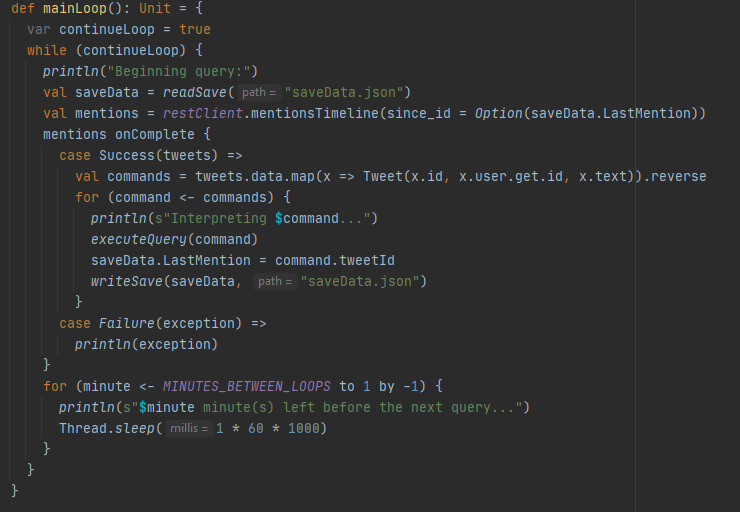 def mainLoop(): Unit = {
  var continueLoop = true
  while (continueLoop) {
    println("Beginning query:")
    val saveData = readSave( path = "saveData.json")
    val mentions = restClient.mentionsTimeline(since_id = Option(saveData.LastMention))
    mentions onComplete {
      case Success(tweets) =>
        val commands = tweets.data.map(x => Tweet(x.id, x.user.get.id, x.text)).reverse
        for (command <- commands) {
          println(s"Interpreting $command...")
          executeQuery(command)
          saveData.LastMention = command.tweetId
          writeSave(saveData, path = "saveData.json")
        }
      case Failure(exception) =>
        println(exception)
    }
    for (minute <- MINUTES_BETWEEN_LOOPS to 1 by -1) {
      println(s"$minute minute(s) left before the next query...")
      Thread.sleep( millis = 1 * 60 * 1000)
    }
  }
}